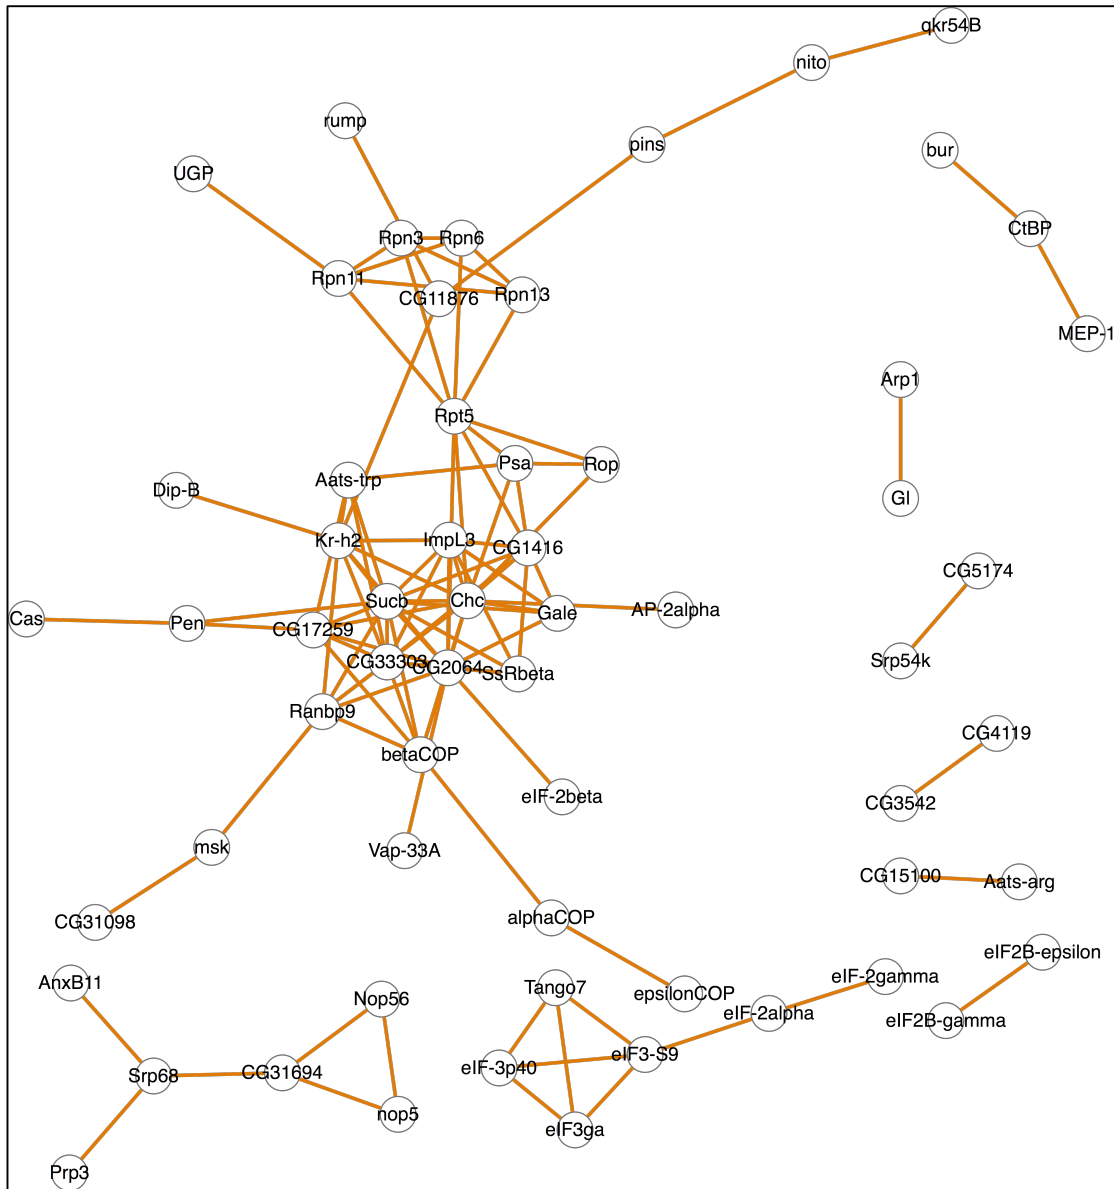 qkr54B
nito
rump
pins
bur
UGP
CtBP
Rpn3
Rpn6
Rpn11
CG11876
Rpn13
MEP-1
Arp1
Rpt5
Psa
Rop
Aats-trp
Dip-B
Gl
Kr-h2
ImpL3
CG1416
CG5174
Sucb
Chc
Gale
AP-2alpha
Cas
Pen
CG17259
CG33303
CG2064
SsRbeta
Srp54k
Ranbp9
CG4119
betaCOP
eIF-2beta
CG3542
msk
Vap-33A
CG15100
Aats-arg
CG31098
alphaCOP
eIF2B-epsilon
AnxB11
Nop56
Tango7
epsilonCOP
eIF-2gamma
eIF-2alpha
eIF2B-gamma
Srp68
CG31694
eIF-3p40
eIF3-S9
nop5
eIF3ga
Prp3